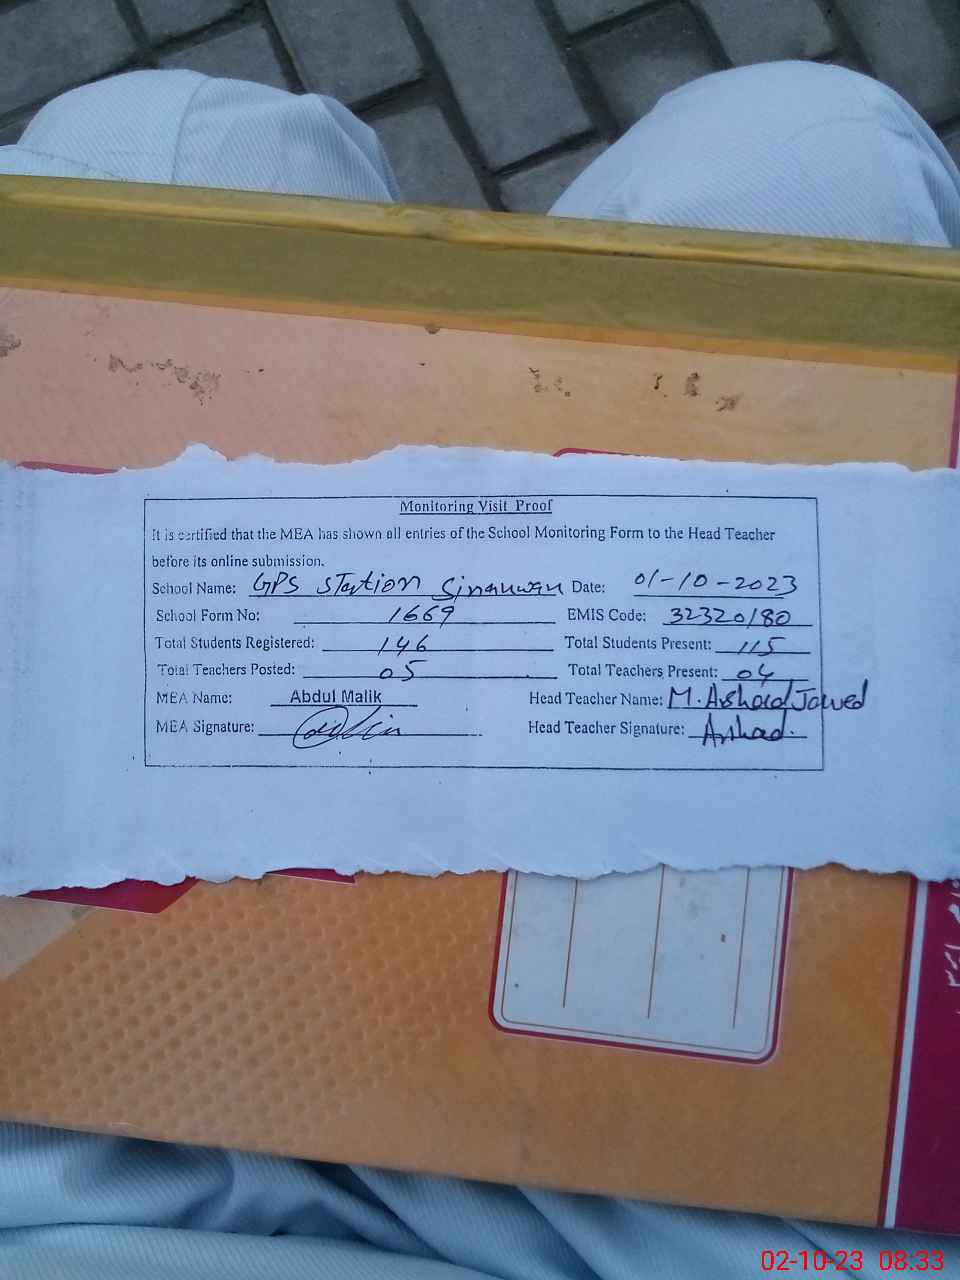 Monitoring Visit Proof
It is certified that the MEA has shown all entries of the School Monitoring Form to the Head Teacher
before its online submission.
School Name: GPS Station Sinawan Date: 01-10-2023
School Form No: 1669 EMIS Code: 32320180
Total Students Registered: 146 Total Students Present: 115
Total Teachers Posted: 05 Total Teachers Present: 04
MEA Name: Abdul Malik Head Teacher Name: M. Arshad Javed
MEA Signature: Head Teacher Signature: Arshad.
02-10-23 08:33